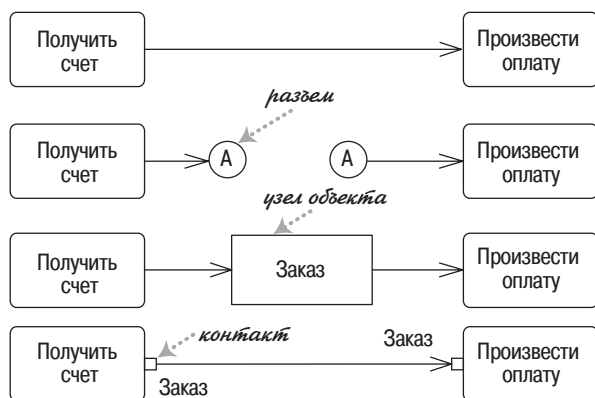 Получить
счет
Произвести
оплату
разъем
Получить
счет
А
А
Произвести
оплату
узел объекта
Получить
счет
Заказ
Произвести
оплату
контакт
Заказ
Получить
счет
Произвести
оплату
Заказ